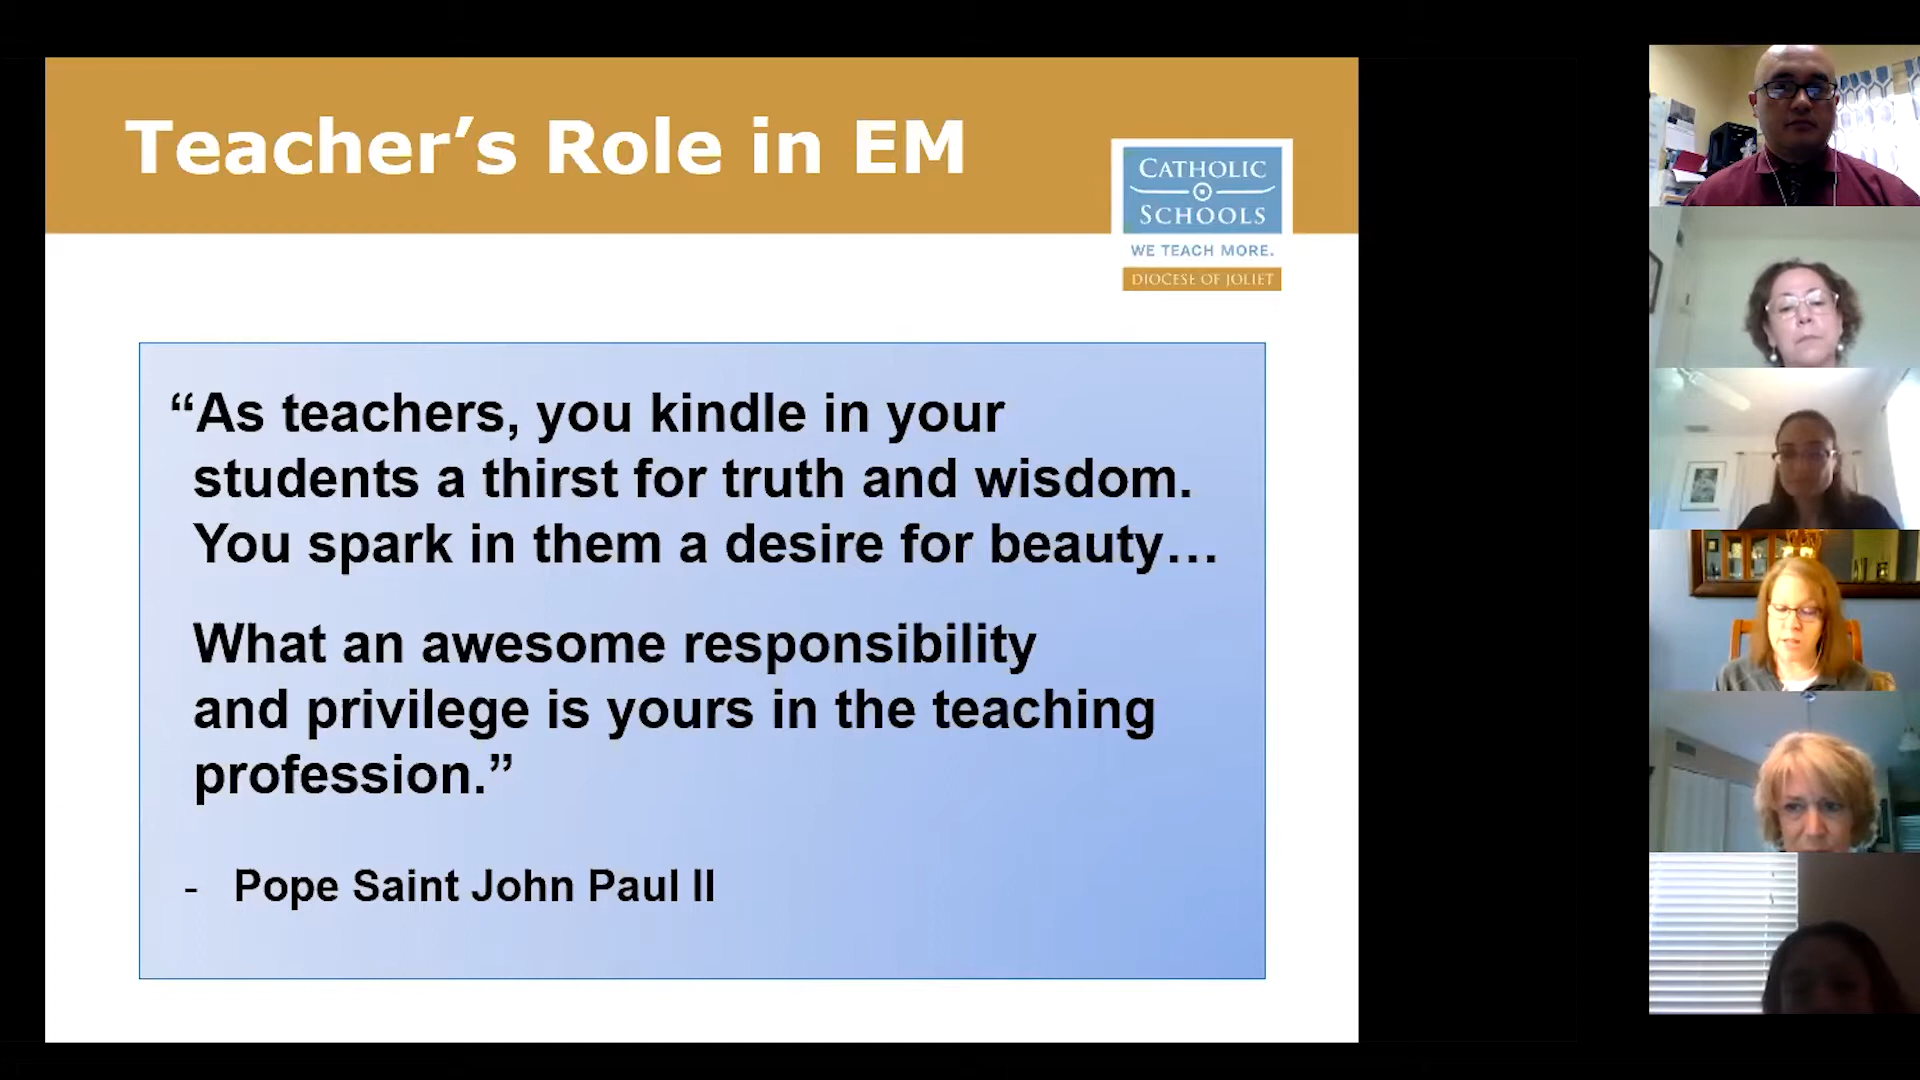 Teacher’s Role in EM
CATHOLIC
SCHOOLS
WE TEACH MORE.
DIOCESE OF JOLIET
“As teachers, you kindle in your
students a thirst for truth and wisdom.
You spark in them a desire for beauty…
What an awesome responsibility
and privilege is yours in the teaching
profession.”
- Pope Saint John Paul II